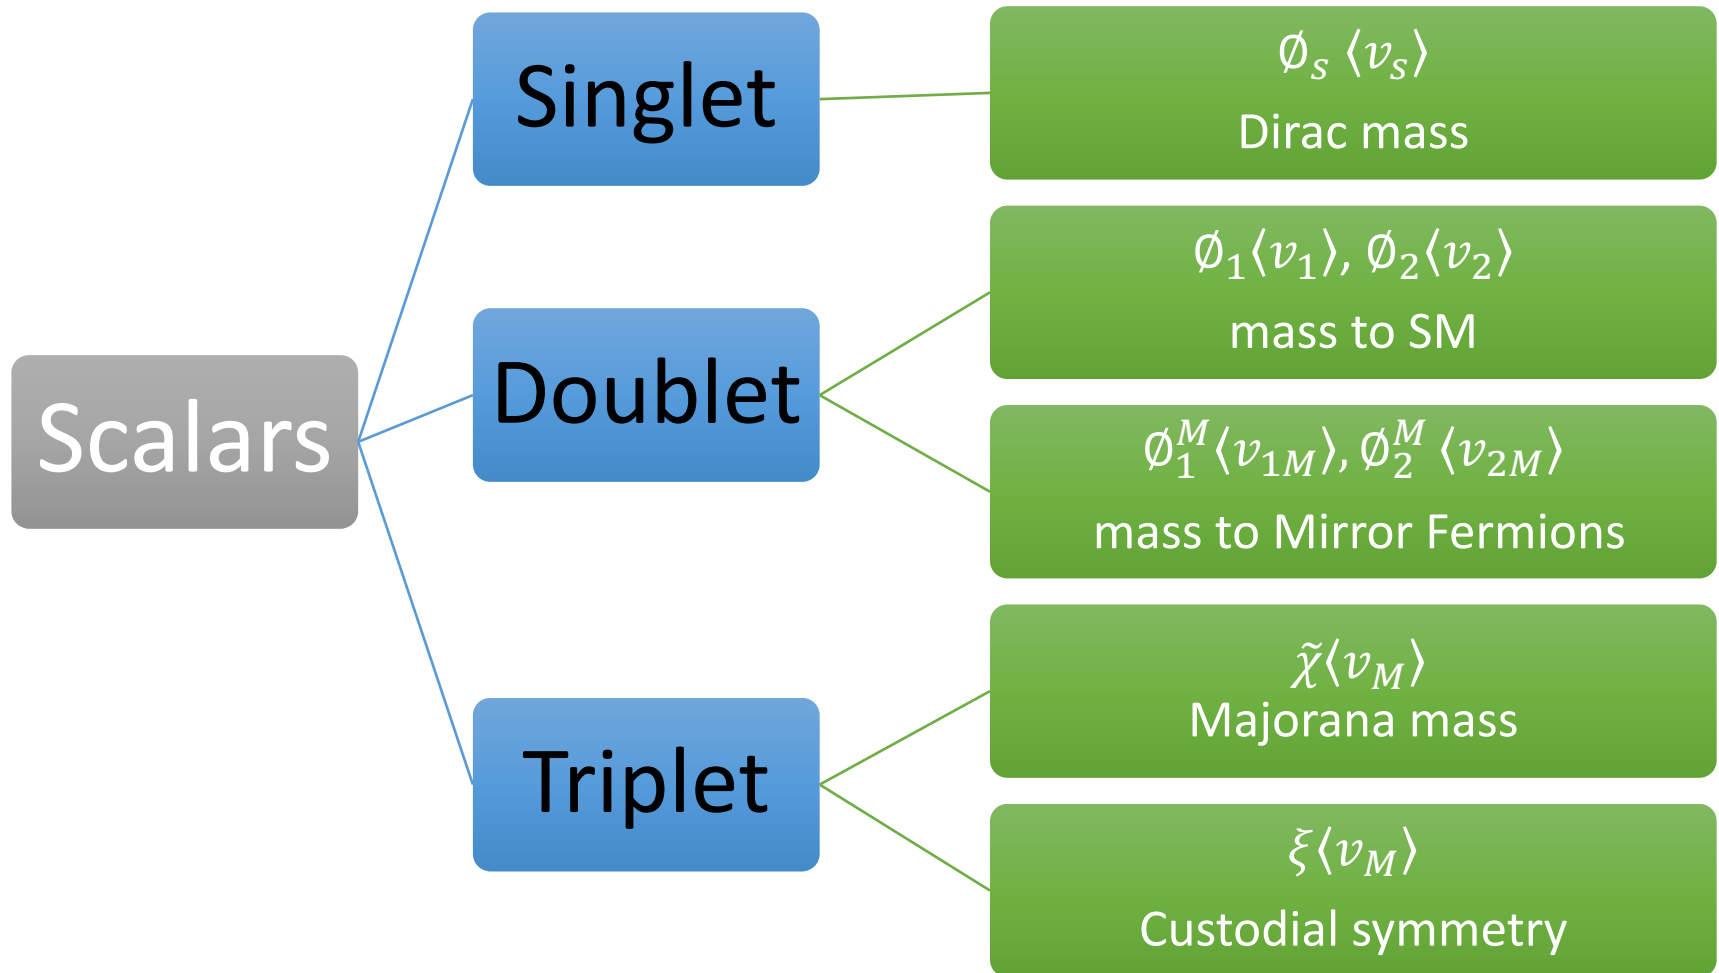 Scalars
Singlet
∅ₛ ⟨𝑣ₛ⟩
Dirac mass
Doublet
∅₁⟨𝑣₁⟩, ∅₂⟨𝑣₂⟩
mass to SM
∅₁ᴹ⟨𝑣₁M⟩, ∅₂ᴹ ⟨𝑣₂M⟩
mass to Mirror Fermions
Triplet
χ̃⟨𝑣M⟩
Majorana mass
ξ⟨𝑣M⟩
Custodial symmetry